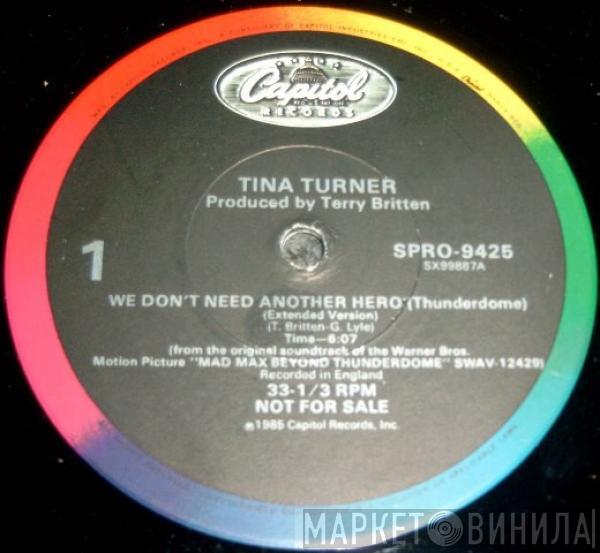 Capitol
RECORDS
TINA TURNER
Produced by Terry Britten
1
SPRO-9425
SX99887A
WE DON'T NEED ANOTHER HERO (Thunderdome)
(Extended Version)
(T. Britten-G. Lyle)
Time—6:07
(from the original soundtrack of the Warner Bros.
Motion Picture "MAD MAX BEYOND THUNDERDOME" SWAV-12429)
Recorded in England
33-1/3 RPM
NOT FOR SALE
℗1985 Capitol Records, Inc.
МАРКЕТ ВИНИЛА